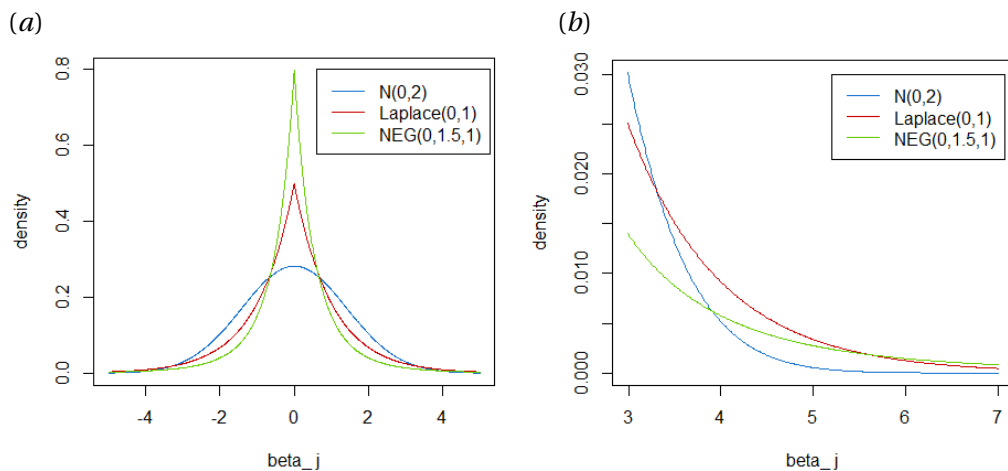 (a)
density
0.0
0.2
0.4
0.6
0.8
N(0,2)
Laplace(0,1)
NEG(0,1.5,1)
-4
-2
0
2
4
beta_ j
(b)
density
0.000
0.010
0.020
0.030
N(0,2)
Laplace(0,1)
NEG(0,1.5,1)
3
4
5
6
7
beta_ j